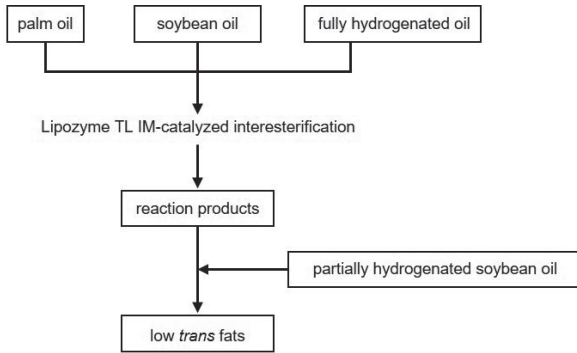 palm oil
soybean oil
fully hydrogenated oil
Lipozyme TL IM-catalyzed interesterification
reaction products
partially hydrogenated soybean oil
low trans fats